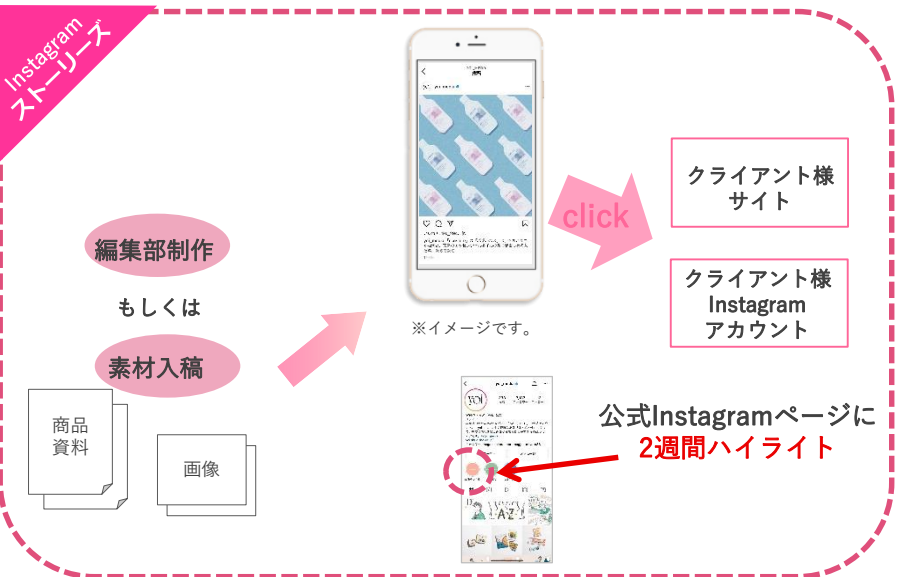 Instagram
ストーリーズ
編集部制作
もしくは
素材入稿
商品
資料
画像
※イメージです。
click
クライアント様
サイト
クライアント様
Instagram
アカウント
公式Instagramページに
2週間ハイライト
yoi
A-Z